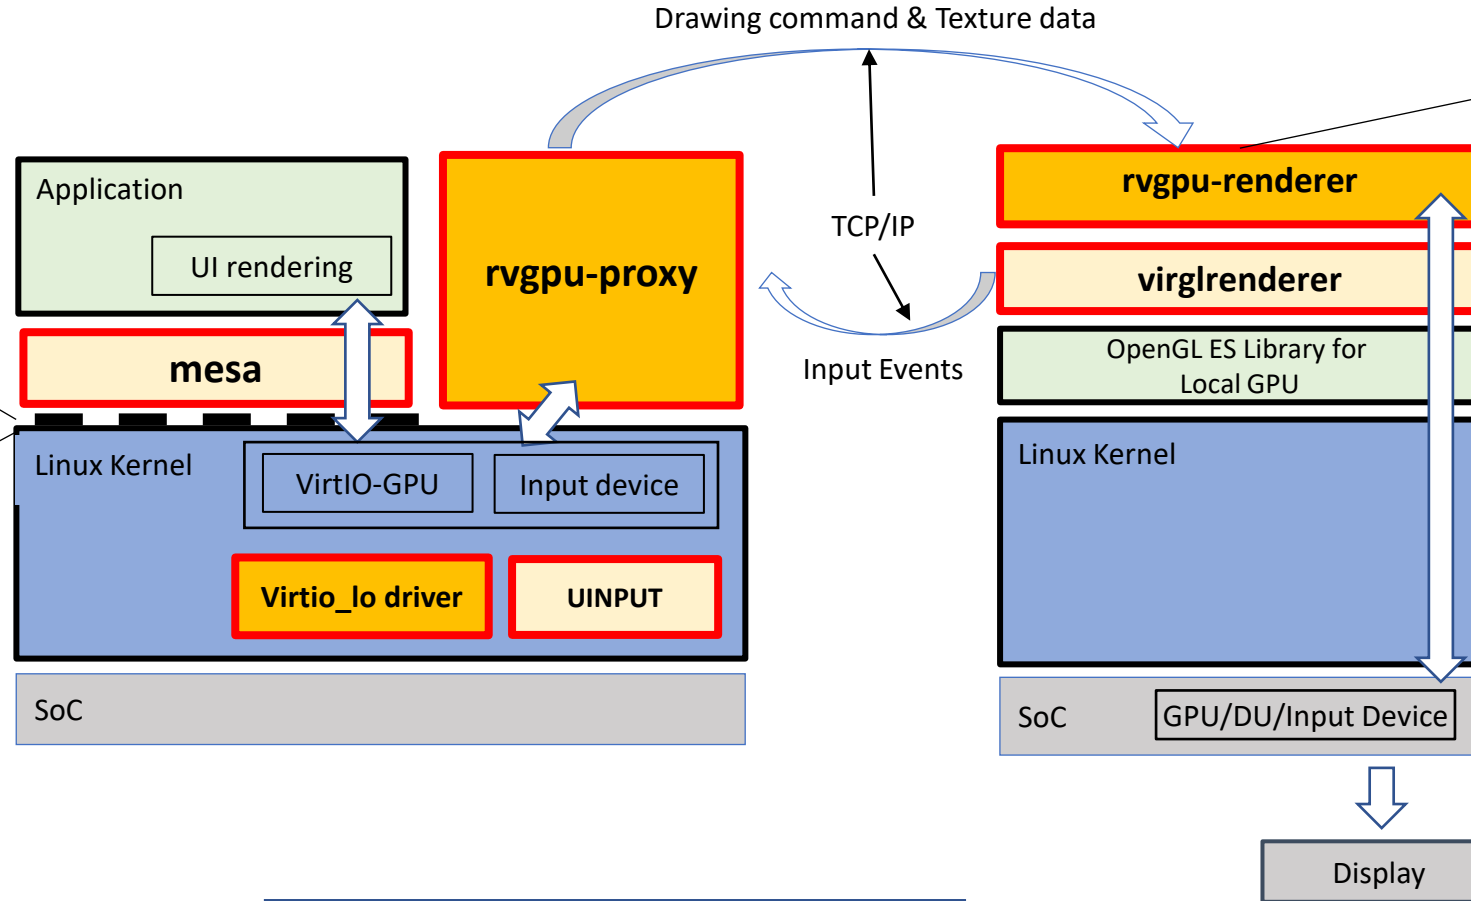 Drawing command & Texture data
Application
UI rendering
mesa
rvgpu-proxy
TCP/IP
Input Events
rvgpu-renderer
virglrenderer
OpenGL ES Library for
Local GPU
Linux Kernel
VirtIO-GPU
Input device
Virtio_lo driver
UINPUT
SoC
Linux Kernel
SoC
GPU/DU/Input Device
Display